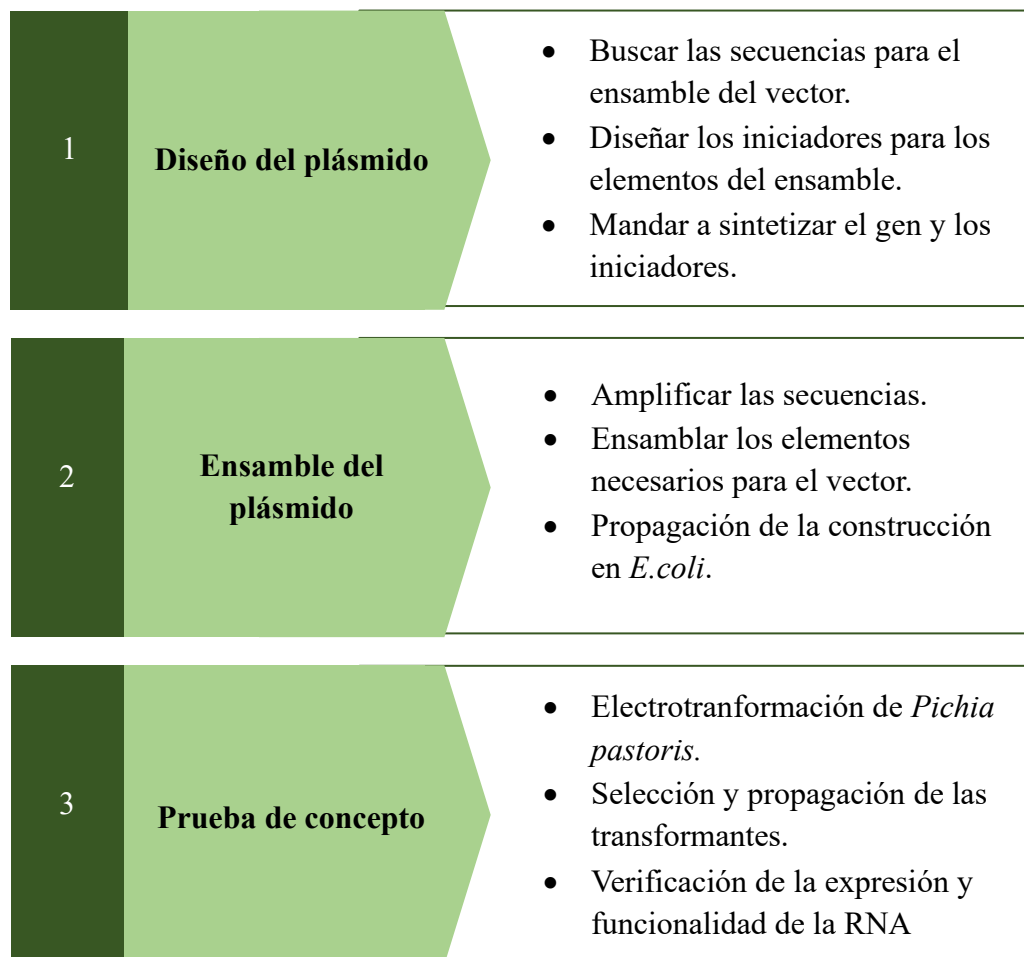 1
Diseño del plásmido
• Buscar las secuencias para el
ensamble del vector.
• Diseñar los iniciadores para los
elementos del ensamble.
• Mandar a sintetizar el gen y los
iniciadores.
2
Ensamble del
plásmido
• Amplificar las secuencias.
• Ensamblar los elementos
necesarios para el vector.
• Propagación de la construcción
en E.coli.
3
Prueba de concepto
• Electrotranformación de Pichia
pastoris.
• Selección y propagación de las
transformantes.
• Verificación de la expresión y
funcionalidad de la RNA